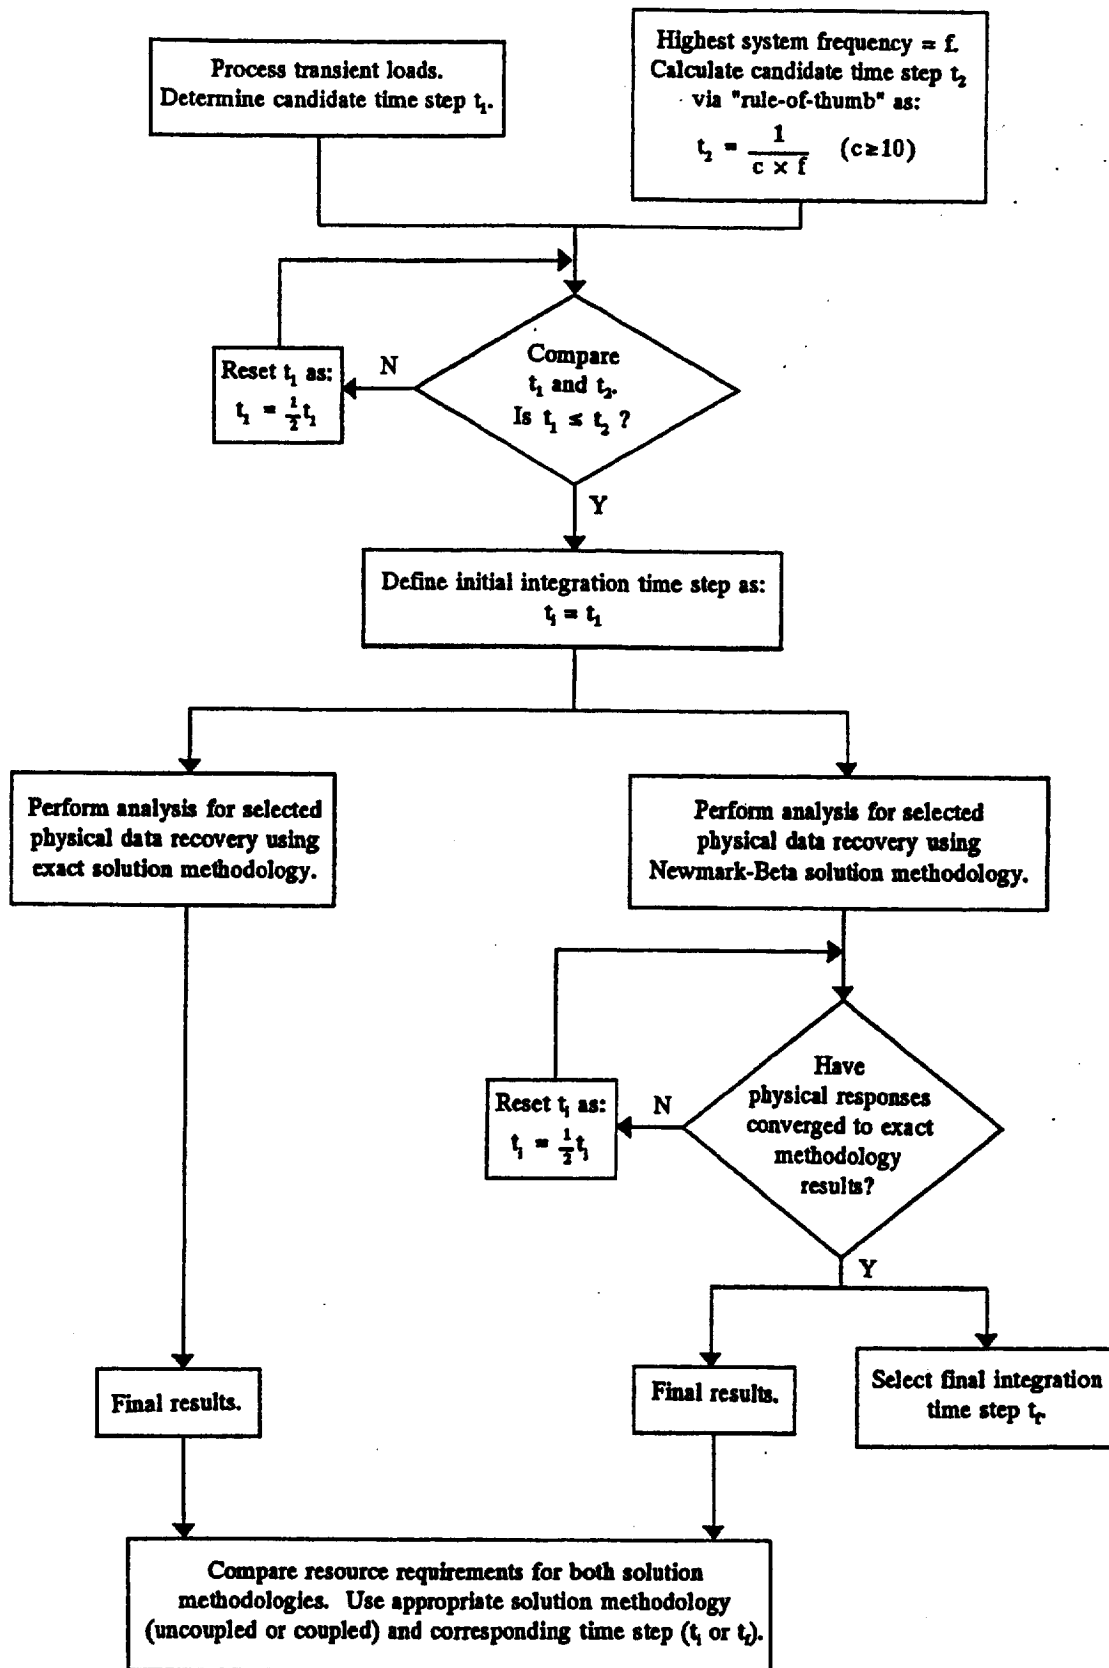 Process transient loads.
Determine candidate time step t₁.
Highest system frequency = f.
Calculate candidate time step t₂
via "rule-of-thumb" as:
t₂ = 1 / (c × f) (c≥10)
Compare
t₁ and t₂.
Is t₁ ≤ t₂ ?
N
Reset t₁ as:
t₁ = ½t₁
Y
Define initial integration time step as:
tᵢ = t₁
Perform analysis for selected
physical data recovery using
exact solution methodology.
Perform analysis for selected
physical data recovery using
Newmark-Beta solution methodology.
Have
physical responses
converged to exact
methodology
results?
N
Reset tᵢ as:
tᵢ = ½tᵢ
Y
Final results.
Final results.
Select final integration
time step t_f.
Compare resource requirements for both solution
methodologies. Use appropriate solution methodology
(uncoupled or coupled) and corresponding time step (tᵢ or t_f).